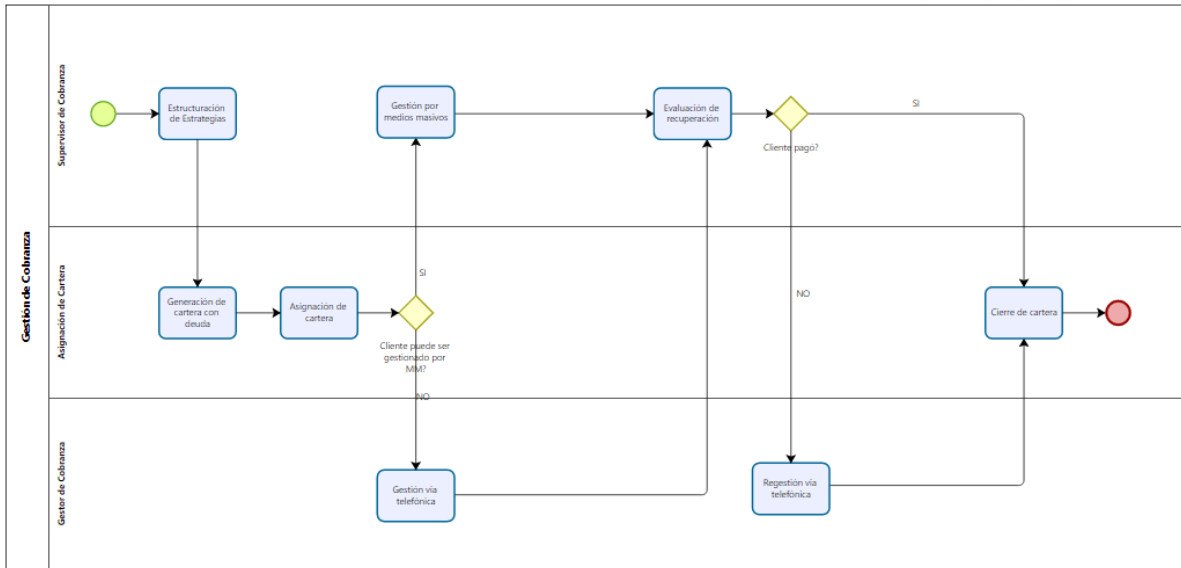 Gestión de Cobranza
Supervisor de Cobranza
Estructuración
de Estrategias
Gestión por
medios masivos
Evaluación de
recuperación
Cliente pagó?
SI
Asignación de Cartera
Generación de
cartera con
deuda
Asignación de
cartera
SI
Cliente puede ser
gestionado por
MM?
NO
NO
Cierre de cartera
Gestor de Cobranza
Gestión vía
telefónica
Regestión vía
telefónica